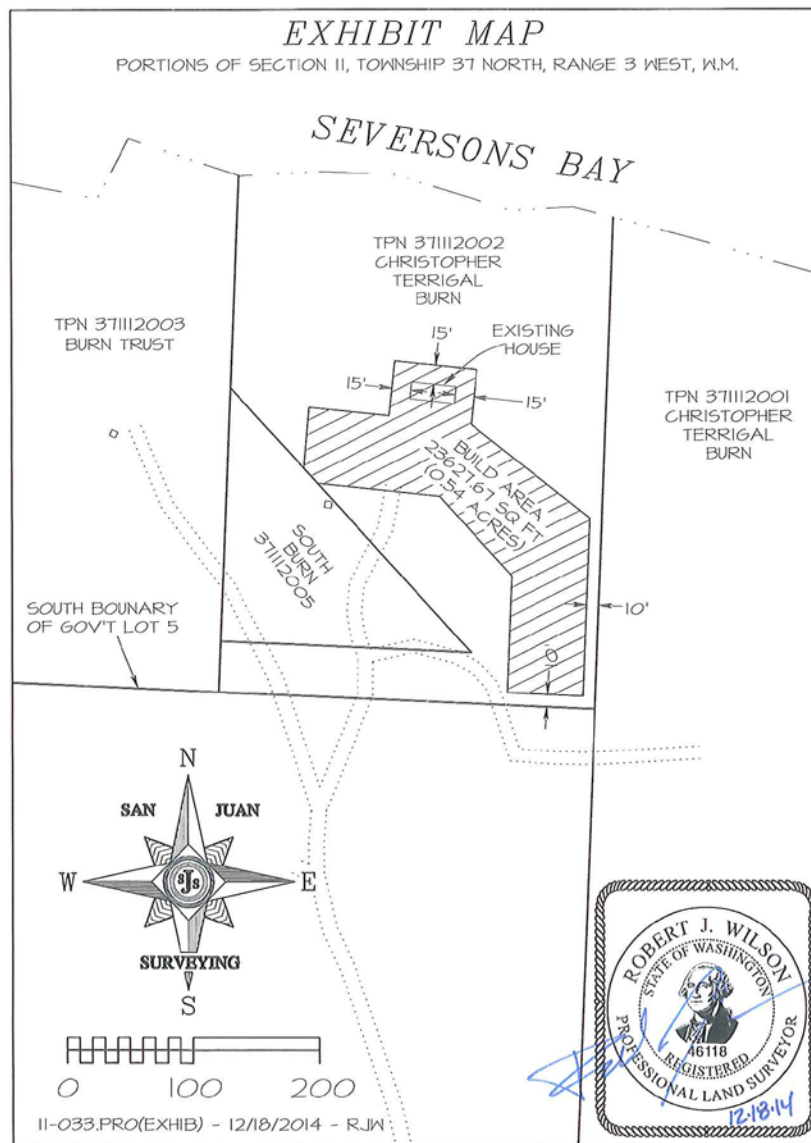 EXHIBIT MAP
PORTIONS OF SECTION 11, TOWNSHIP 37 NORTH, RANGE 3 WEST, W.M.
SEVERSONS BAY
TPN 371112002
CHRISTOPHER
TERRIGAL
BURN
TPN 371112003
BURN TRUST
15'
EXISTING
HOUSE
15'
15'
TPN 371112001
CHRISTOPHER
TERRIGAL
BURN
BUILD AREA
23627.67 SQ FT
(0.54 ACRES)
SOUTH
BURN
371112005
SOUTH BOUNARY
OF GOV'T LOT 5
10'
N
SAN JUAN
W E
SJS
SURVEYING
S
0 100 200
11-033.PRO(EXHIB) - 12/18/2014 - RJW
ROBERT J. WILSON
STATE OF WASHINGTON
46118
REGISTERED
PROFESSIONAL LAND SURVEYOR
12.18.14